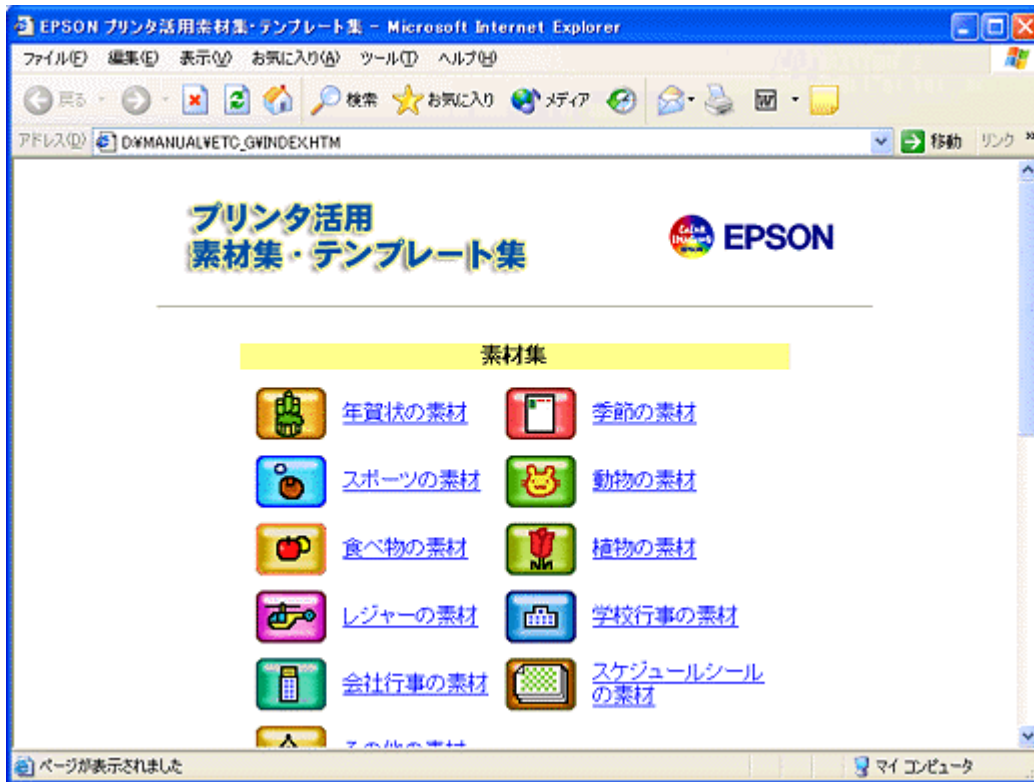 EPSON プリンタ活用素材集・テンプレート集 - Microsoft Internet Explorer
ファイル(F) 編集(E) 表示(V) お気に入り(A) ツール(T) ヘルプ(H)
戻る 検索 お気に入り メディア
アドレス(D) D:¥MANUAL¥ETC_G¥INDEX.HTM 移動 リンク »
プリンタ活用
素材集・テンプレート集
EPSON
素材集
年賀状の素材 季節の素材
スポーツの素材 動物の素材
食べ物の素材 植物の素材
レジャーの素材 学校行事の素材
会社行事の素材 スケジュールシール
の素材
その他の素材
ページが表示されました マイ コンピュータ